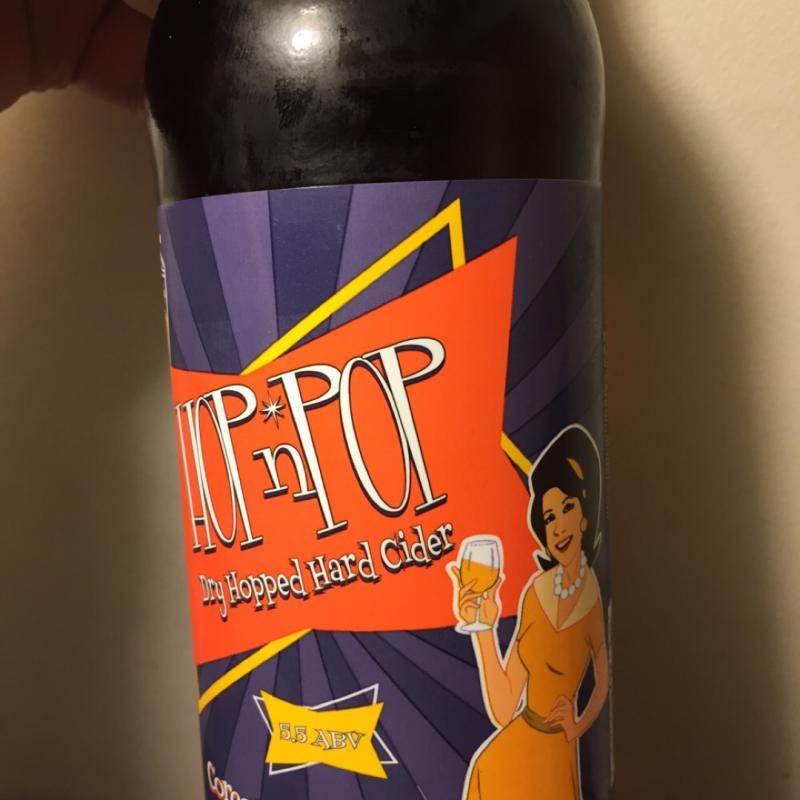 HOP 'n POP
Dry Hopped Hard Cider
5.5 ABV